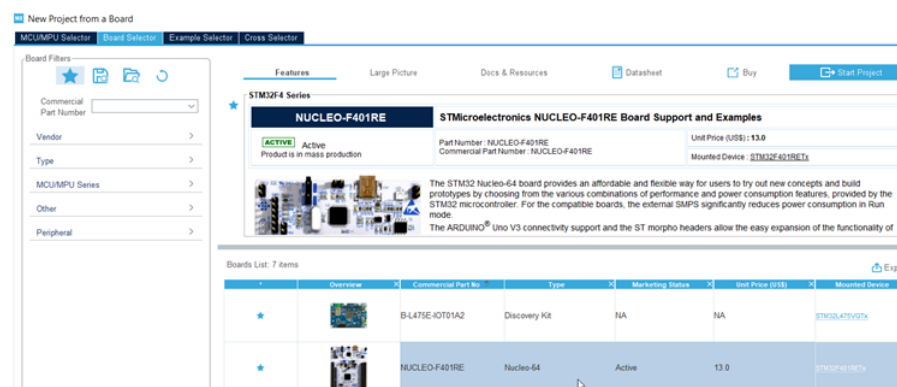 MX New Project from a Board
MCU/MPU Selector Board Selector Example Selector Cross Selector
Board Filters
Features Large Picture Docs & Resources Datasheet Buy Start Project
Commercial
Part Number
STM32F4 Series
NUCLEO-F401RE STMicroelectronics NUCLEO-F401RE Board Support and Examples
Vendor
ACTIVE Active
Product is in mass production
Part Number : NUCLEO-F401RE
Commercial Part Number : NUCLEO-F401RE
Unit Price (US$) : 13.0
Mounted Device : STM32F401RETx
Type
MCU/MPU Series
Other
Peripheral
The STM32 Nucleo-64 board provides an affordable and flexible way for users to try out new concepts and build
prototypes by choosing from the various combinations of performance and power consumption features, provided by the
STM32 microcontroller. For the compatible boards, the external SMPS significantly reduces power consumption in Run
mode.
The ARDUINO® Uno V3 connectivity support and the ST morpho headers allow the easy expansion of the functionality of
Boards List: 7 items Exp
* Overview Commercial Part No Type Marketing Status Unit Price (US$) Mounted Device
B-L475E-IOT01A2 Discovery Kit NA NA STM32L475VGTx
NUCLEO-F401RE Nucleo-64 Active 13.0 STM32F401RETx